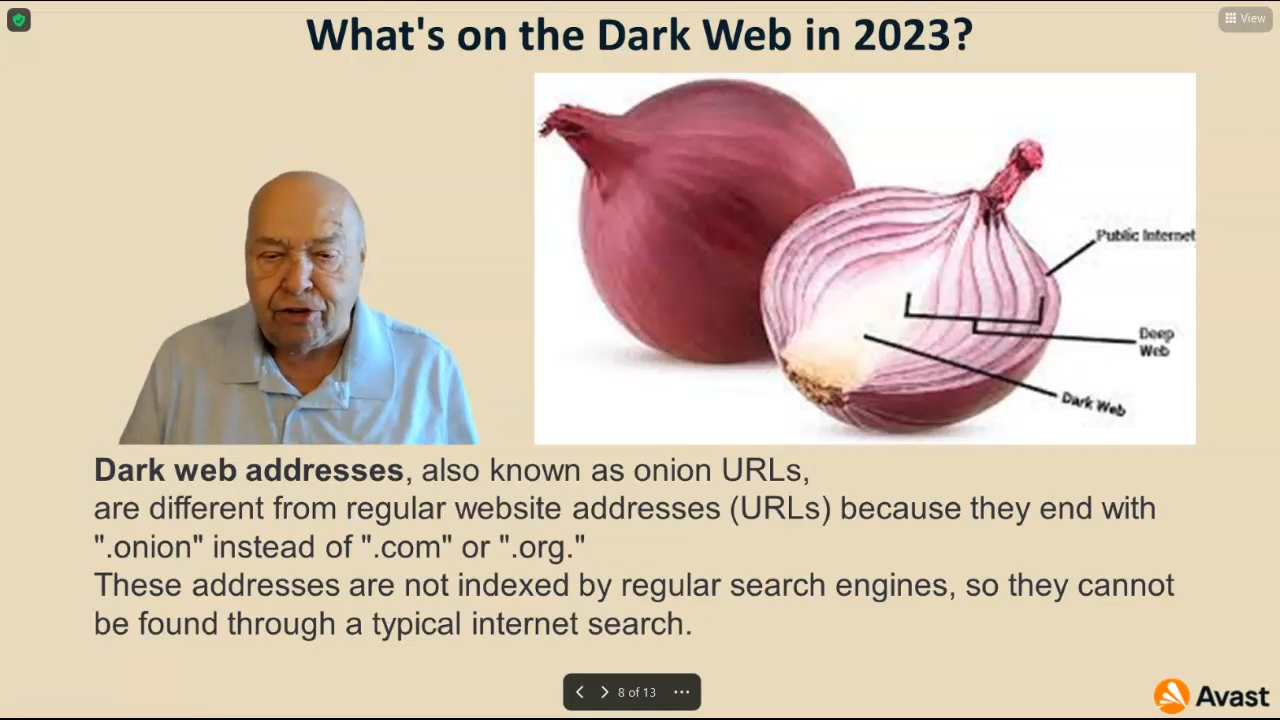 What's on the Dark Web in 2023?
View
Public Internet
Deep
Web
Dark Web
Dark web addresses, also known as onion URLs,
are different from regular website addresses (URLs) because they end with
".onion" instead of ".com" or ".org."
These addresses are not indexed by regular search engines, so they cannot
be found through a typical internet search.
8 of 13
Avast